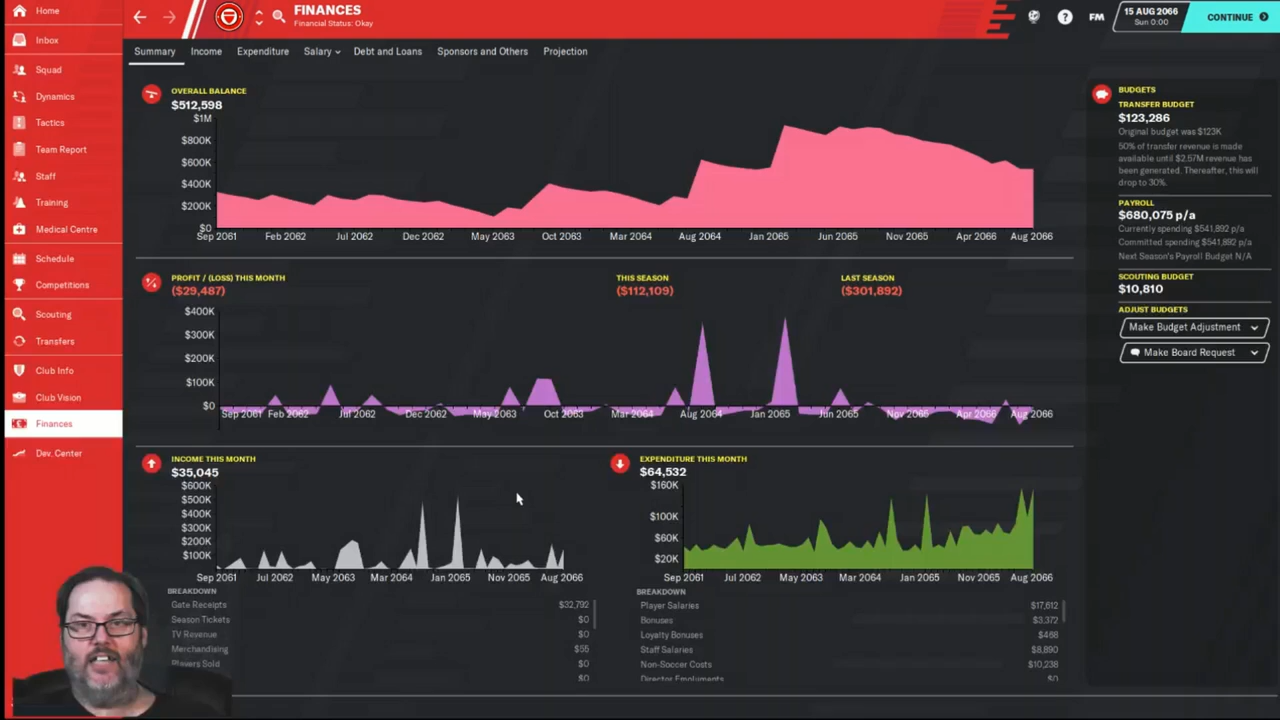 Home
Inbox
Squad
Dynamics
Tactics
Team Report
Staff
Training
Medical Centre
Schedule
Competitions
Scouting
Transfers
Club Info
Club Vision
Finances
Dev. Center
FINANCES
Financial Status: Okay
FM
15 AUG 2066
Sun 0:00
CONTINUE
Summary Income Expenditure Salary Debt and Loans Sponsors and Others Projection
OVERALL BALANCE
$512,598
$1M
$800K
$600K
$400K
$200K
$0
Sep 2061 Feb 2062 Jul 2062 Dec 2062 May 2063 Oct 2063 Mar 2064 Aug 2064 Jan 2065 Jun 2065 Nov 2065 Apr 2066 Aug 2066
PROFIT / (LOSS) THIS MONTH
($29,487)
THIS SEASON
($112,109)
LAST SEASON
($301,892)
$400K
$300K
$200K
$100K
$0
Sep 2061 Feb 2062 Jul 2062 Dec 2062 May 2063 Oct 2063 Mar 2064 Aug 2064 Jan 2065 Jun 2065 Nov 2065 Apr 2066 Aug 2066
INCOME THIS MONTH
$35,045
$600K
$500K
$400K
$300K
$200K
$100K
Sep 2061 Jul 2062 May 2063 Mar 2064 Jan 2065 Nov 2065 Aug 2066
BREAKDOWN
Gate Receipts $32,792
Season Tickets $0
TV Revenue $0
Merchandising $55
Players Sold $0
$0
EXPENDITURE THIS MONTH
$64,532
$160K
$100K
$60K
$20K
Sep 2061 Jul 2062 May 2063 Mar 2064 Jan 2065 Nov 2065 Aug 2066
BREAKDOWN
Player Salaries $17,612
Bonuses $3,372
Loyalty Bonuses $468
Staff Salaries $8,890
Non-Soccer Costs $10,238
Director Emoluments $0
BUDGETS
TRANSFER BUDGET
$123,286
Original budget was $123K
50% of transfer revenue is made
available until $2.57M revenue has
been generated. Thereafter, this will
drop to 30%.
PAYROLL
$680,075 p/a
Currently spending $541,892 p/a
Committed spending $541,892 p/a
Next Season's Payroll Budget N/A
SCOUTING BUDGET
$10,810
ADJUST BUDGETS
Make Budget Adjustment
Make Board Request